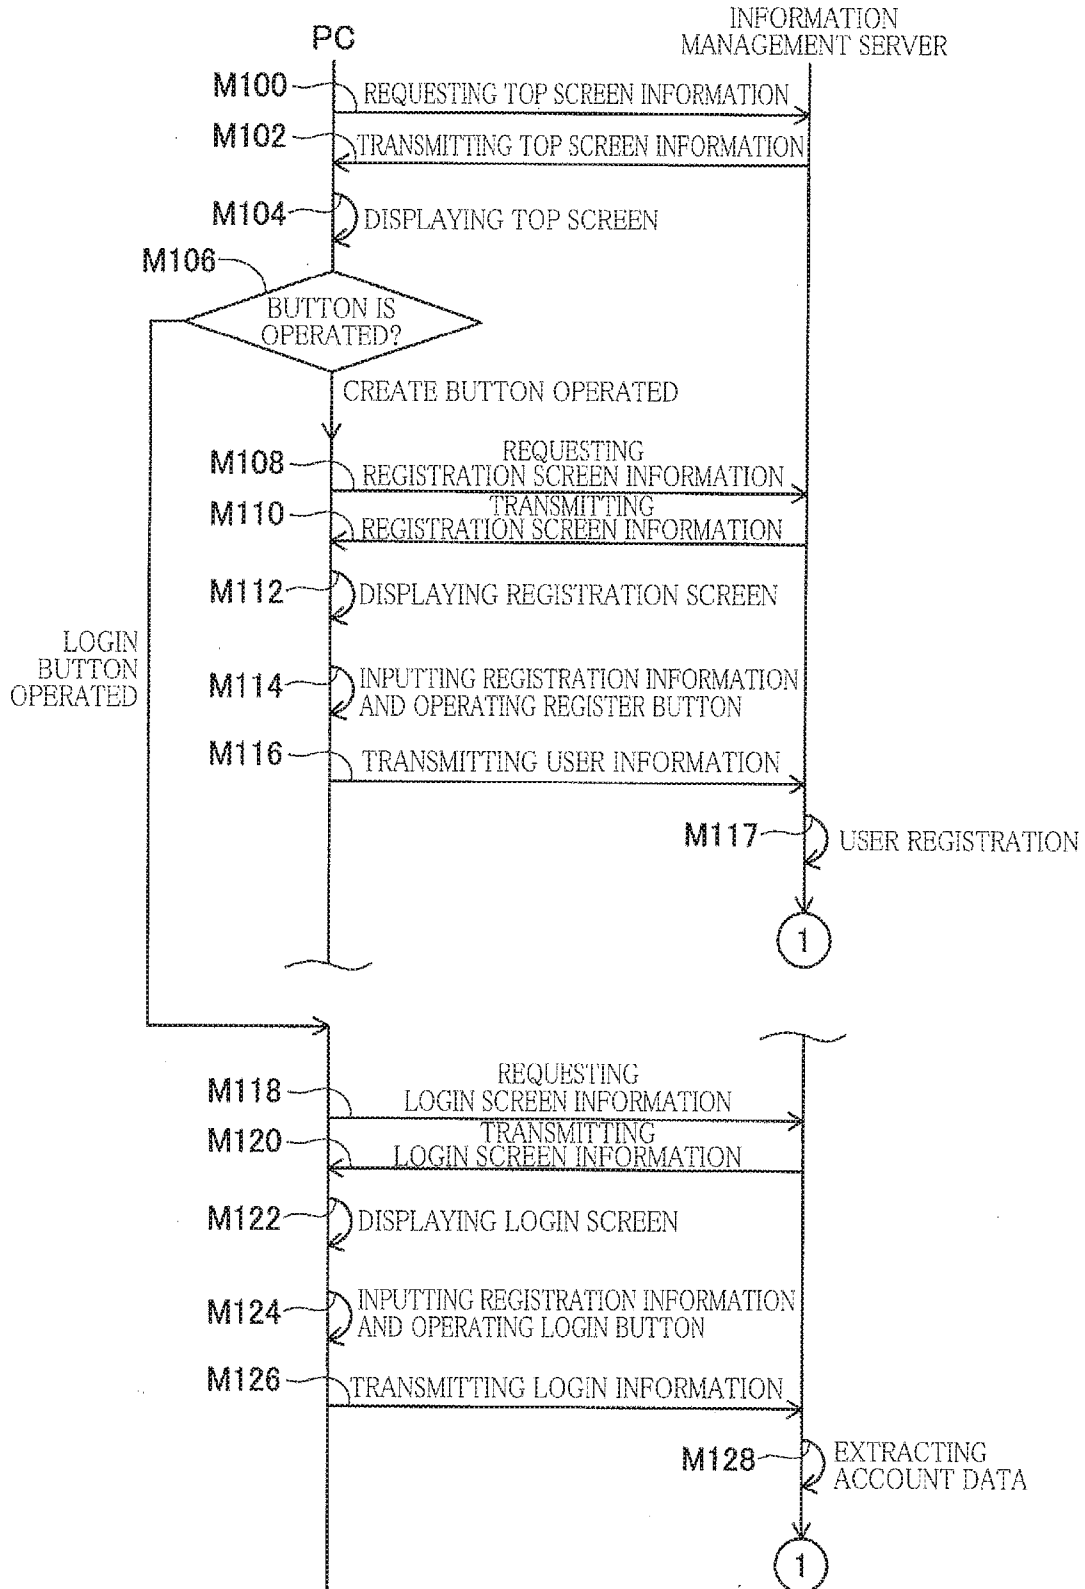 PC
INFORMATION
MANAGEMENT SERVER
M100
REQUESTING TOP SCREEN INFORMATION
M102
TRANSMITTING TOP SCREEN INFORMATION
M104
DISPLAYING TOP SCREEN
M106
BUTTON IS
OPERATED?
CREATE BUTTON OPERATED
M108
REQUESTING
REGISTRATION SCREEN INFORMATION
M110
TRANSMITTING
REGISTRATION SCREEN INFORMATION
M112
DISPLAYING REGISTRATION SCREEN
LOGIN
BUTTON
OPERATED
M114
INPUTTING REGISTRATION INFORMATION
AND OPERATING REGISTER BUTTON
M116
TRANSMITTING USER INFORMATION
M117
USER REGISTRATION
1
M118
REQUESTING
LOGIN SCREEN INFORMATION
M120
TRANSMITTING
LOGIN SCREEN INFORMATION
M122
DISPLAYING LOGIN SCREEN
M124
INPUTTING REGISTRATION INFORMATION
AND OPERATING LOGIN BUTTON
M126
TRANSMITTING LOGIN INFORMATION
M128
EXTRACTING
ACCOUNT DATA
1